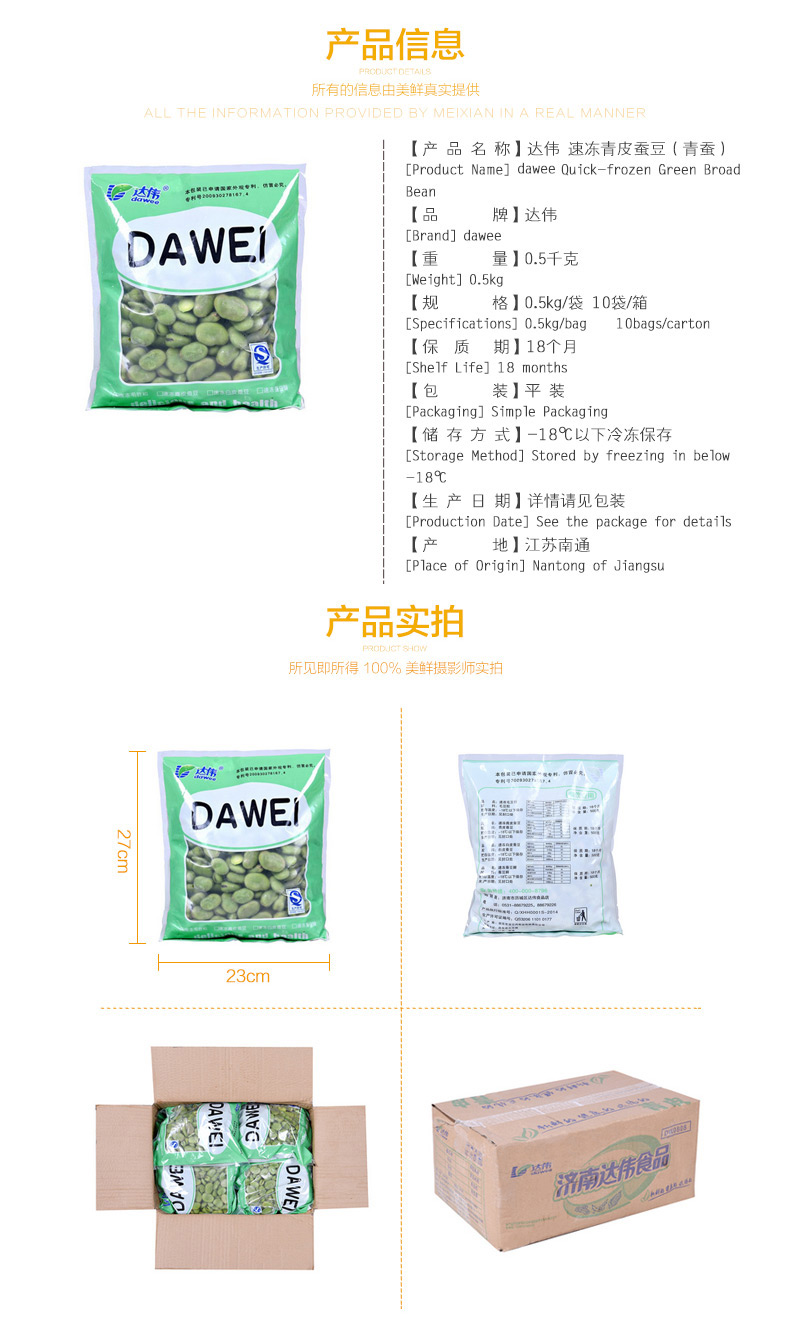 产品信息
PRODUCT DETAILS
所有的信息由美鲜真实提供
ALL THE INFORMATION PROVIDED BY MEIXIAN IN A REAL MANNER
达伟®
dawee
本包装已申请国家外观专利，仿冒必究。
专利号200930278167.4
DAWEI
【产 品 名 称】达伟 速冻青皮蚕豆（青蚕）
[Product Name] dawee Quick-frozen Green Broad
Bean
【品 牌】达伟
[Brand] dawee
【重 量】0.5千克
[Weight] 0.5kg
【规 格】0.5kg/袋 10袋/箱
[Specifications] 0.5kg/bag 10bags/carton
【保 质 期】18个月
[Shelf Life] 18 months
【包 装】平 装
[Packaging] Simple Packaging
【储 存 方 式】-18℃以下冷冻保存
[Storage Method] Stored by freezing in below
-18℃
【生 产 日 期】详情请见包装
[Production Date] See the package for details
【产 地】江苏南通
[Place of Origin] Nantong of Jiangsu
产品实拍
PRODUCT SHOW
所见即所得 100% 美鲜摄影师实拍
达伟®
dawee
本包装已申请国家外观专利，仿冒必究。
专利号200930278167.4
DAWEI
27cm
23cm
本包装已申请国家外观专利，仿冒必究。
专利号200930278167.4
DAWEI
DAWEI
DAWEI
DAWEI
达伟
济南达伟食品